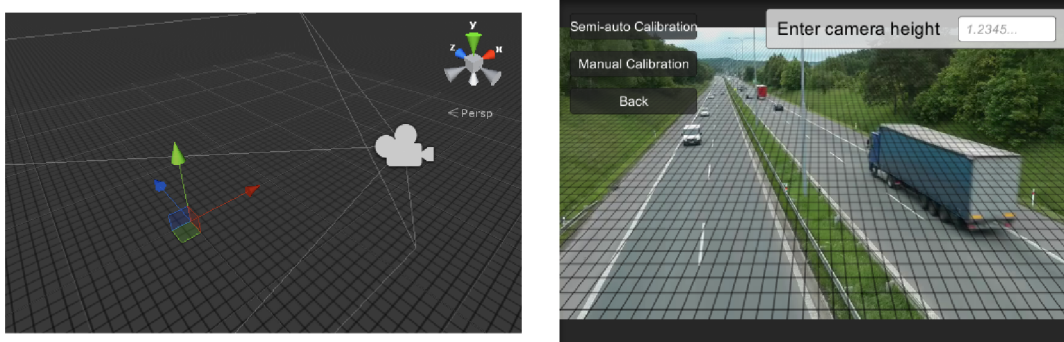 y
z
x
<Persp
Semi-auto Calibration
Enter camera height
1.2345...
Manual Calibration
Back